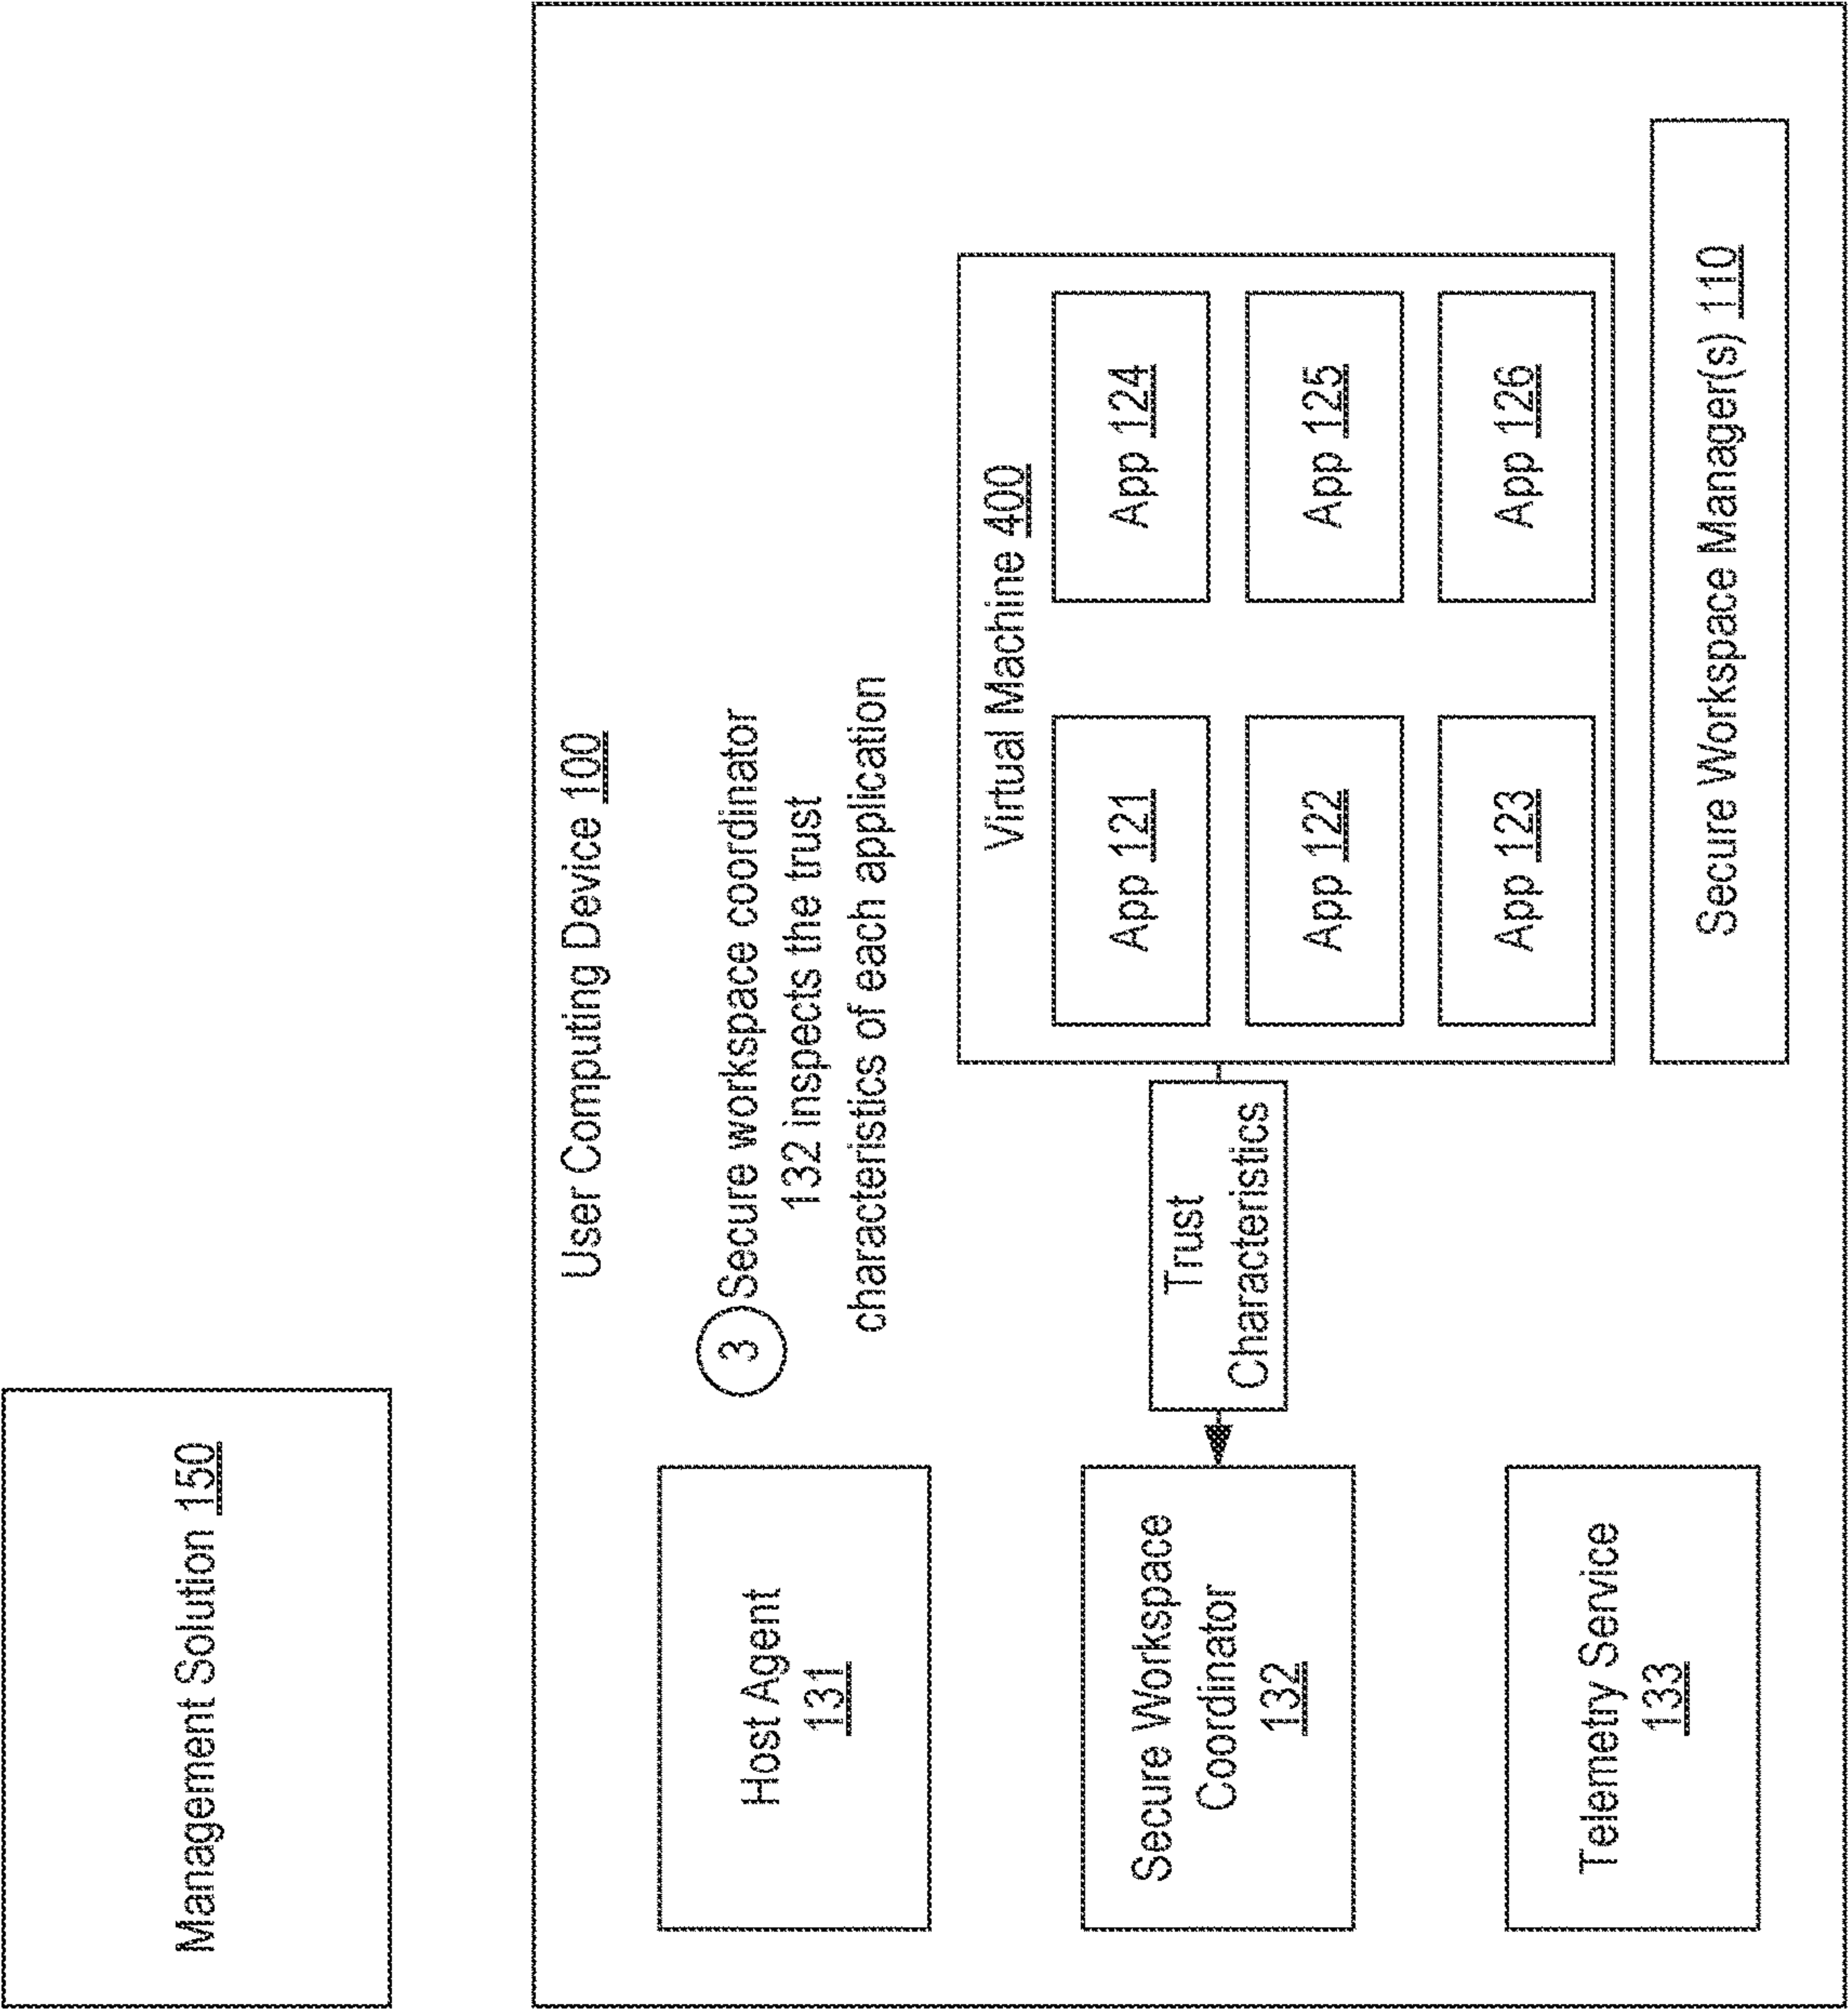 Management Solution 150
User Computing Device 100
3
Secure workspace coordinator
132 inspects the trust
characteristics of each application
Host Agent
131
Secure Workspace
Coordinator
132
Telemetry Service
133
Trust
Characteristics
Virtual Machine 400
App 121
App 124
App 122
App 125
App 123
App 126
Secure Workspace Manager(s) 110